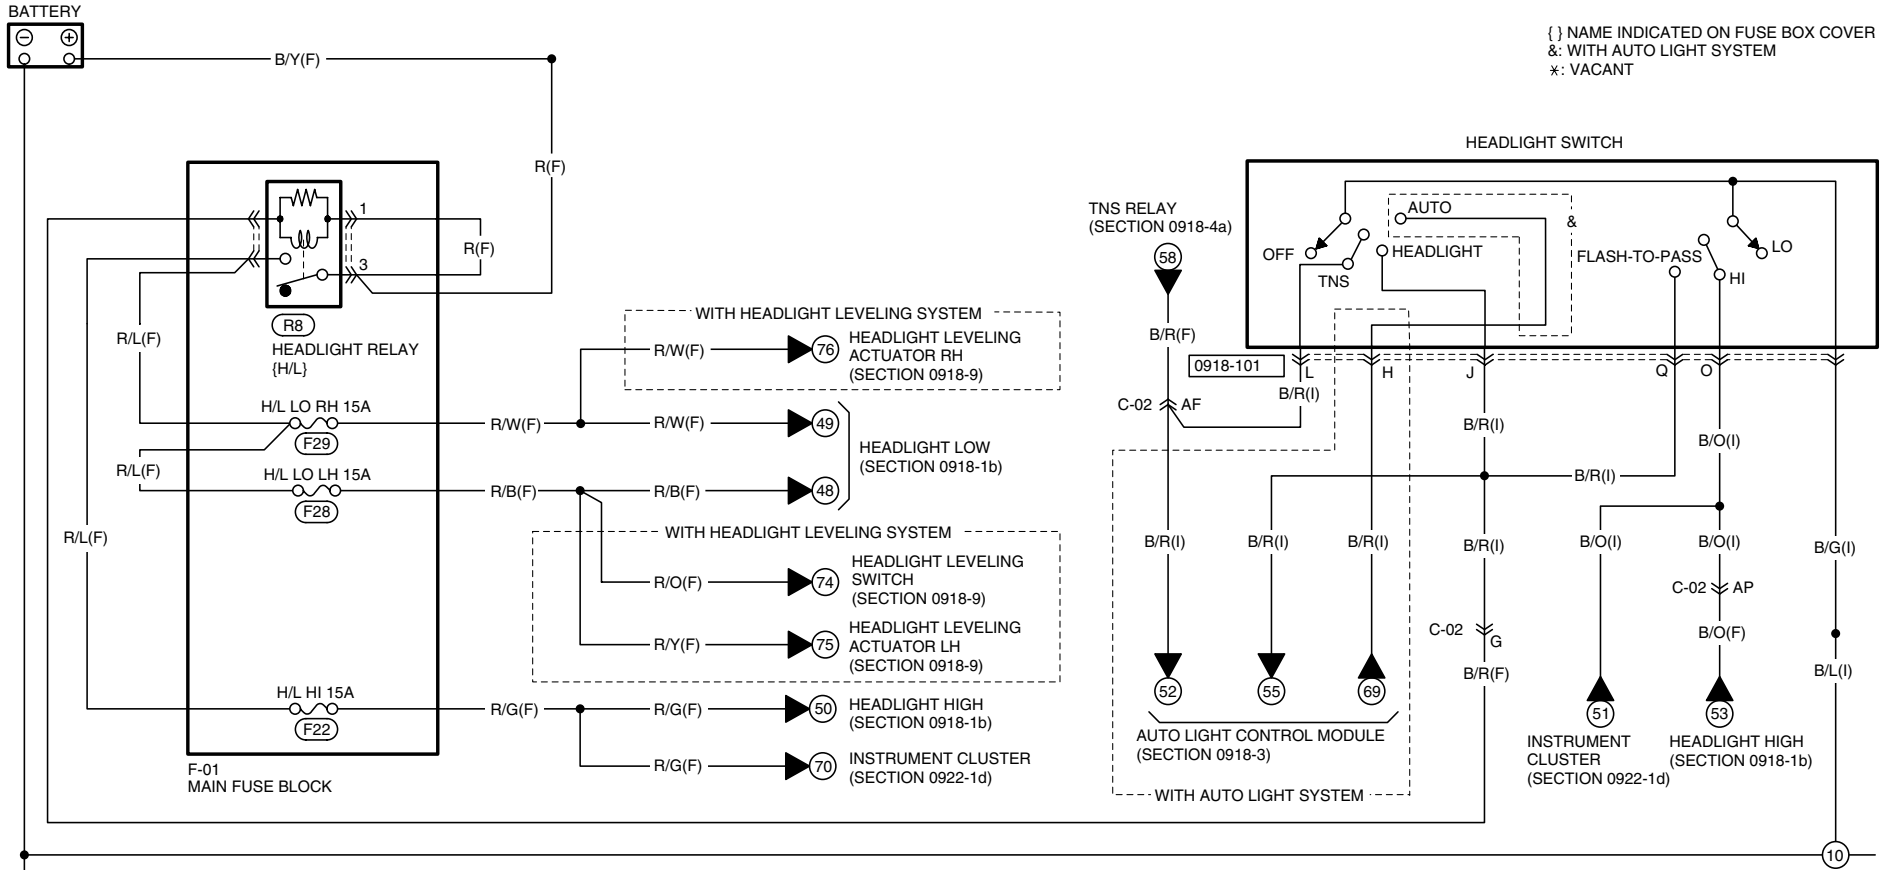 BATTERY
− +
B/Y(F)
R(F)
{ } NAME INDICATED ON FUSE BOX COVER
&: WITH AUTO LIGHT SYSTEM
*: VACANT
1
R(F)
3
R8
HEADLIGHT RELAY
{H/L}
R/L(F)
H/L LO RH 15A
F29
R/L(F)
H/L LO LH 15A
F28
R/L(F)
H/L HI 15A
F22
F-01
MAIN FUSE BLOCK
WITH HEADLIGHT LEVELING SYSTEM
R/W(F)
76
HEADLIGHT LEVELING
ACTUATOR RH
(SECTION 0918-9)
R/W(F)
R/W(F)
49
HEADLIGHT LOW
(SECTION 0918-1b)
R/B(F)
R/B(F)
48
WITH HEADLIGHT LEVELING SYSTEM
R/O(F)
74
HEADLIGHT LEVELING
SWITCH
(SECTION 0918-9)
R/Y(F)
75
HEADLIGHT LEVELING
ACTUATOR LH
(SECTION 0918-9)
R/G(F)
R/G(F)
50
HEADLIGHT HIGH
(SECTION 0918-1b)
R/G(F)
70
INSTRUMENT CLUSTER
(SECTION 0922-1d)
HEADLIGHT SWITCH
TNS RELAY
(SECTION 0918-4a)
58
B/R(F)
OFF
TNS
AUTO
HEADLIGHT
&
FLASH-TO-PASS
LO
HI
0918-101
L
H
J
Q
O
B/R(I)
C-02
AF
B/R(I)
B/O(I)
B/R(I)
B/R(I)
B/R(I)
B/R(I)
B/R(I)
B/O(I)
B/O(I)
B/G(I)
C-02
AP
C-02
G
B/O(F)
B/R(F)
B/L(I)
52
55
69
51
53
AUTO LIGHT CONTROL MODULE
(SECTION 0918-3)
WITH AUTO LIGHT SYSTEM
INSTRUMENT
CLUSTER
(SECTION 0922-1d)
HEADLIGHT HIGH
(SECTION 0918-1b)
10